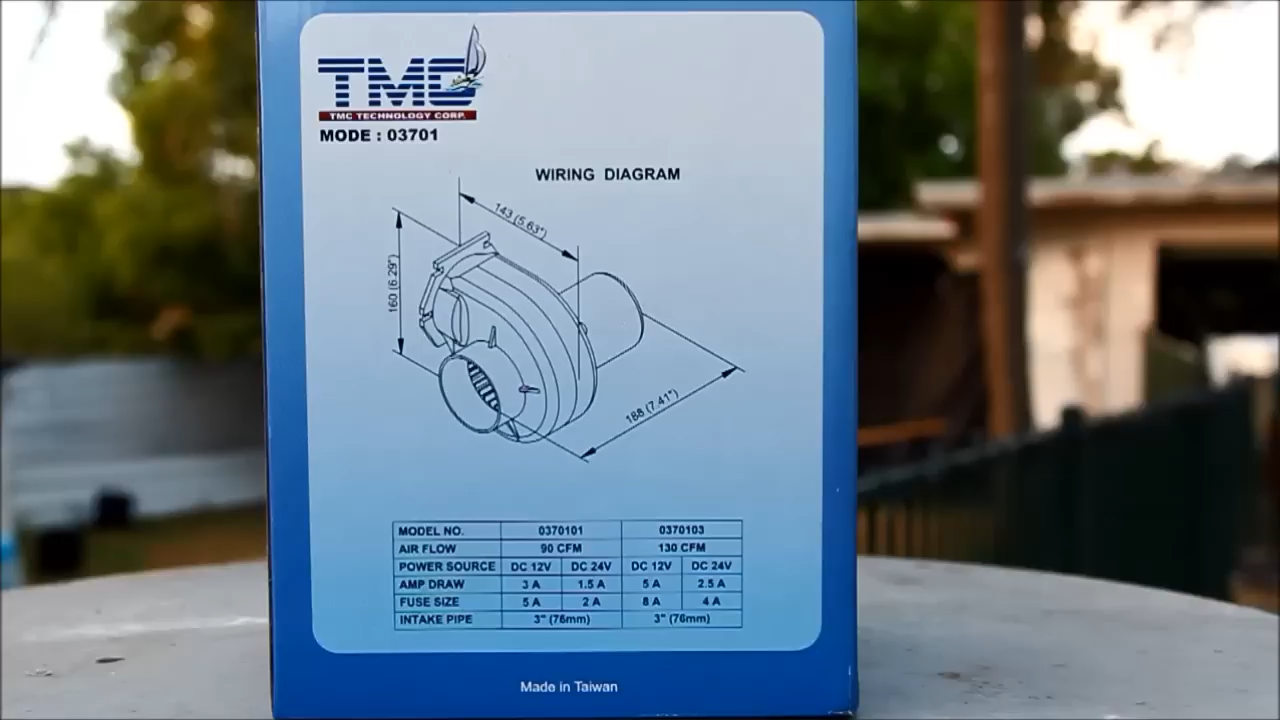 TMC
TMC TECHNOLOGY CORP.
MODE : 03701
WIRING DIAGRAM
143 (5.63")
160 (6.29")
188 (7.41")
MODEL NO. 0370101 0370103
AIR FLOW 90 CFM 130 CFM
POWER SOURCE DC 12V DC 24V DC 12V DC 24V
AMP DRAW 3 A 1.5 A 5 A 2.5 A
FUSE SIZE 5 A 2 A 8 A 4 A
INTAKE PIPE 3" (76mm) 3" (76mm)
Made in Taiwan